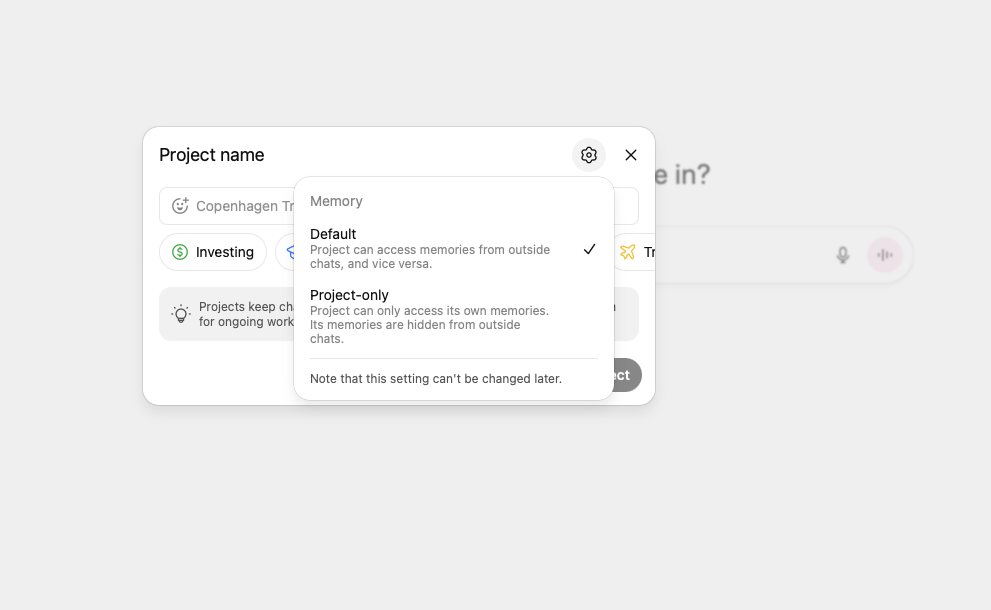 Project name
e in?
Copenhagen Tr
Investing
Tr
Projects keep ch
for ongoing work
Memory
Default
Project can access memories from outside
chats, and vice versa.
Project-only
Project can only access its own memories.
Its memories are hidden from outside
chats.
Note that this setting can't be changed later.
ect